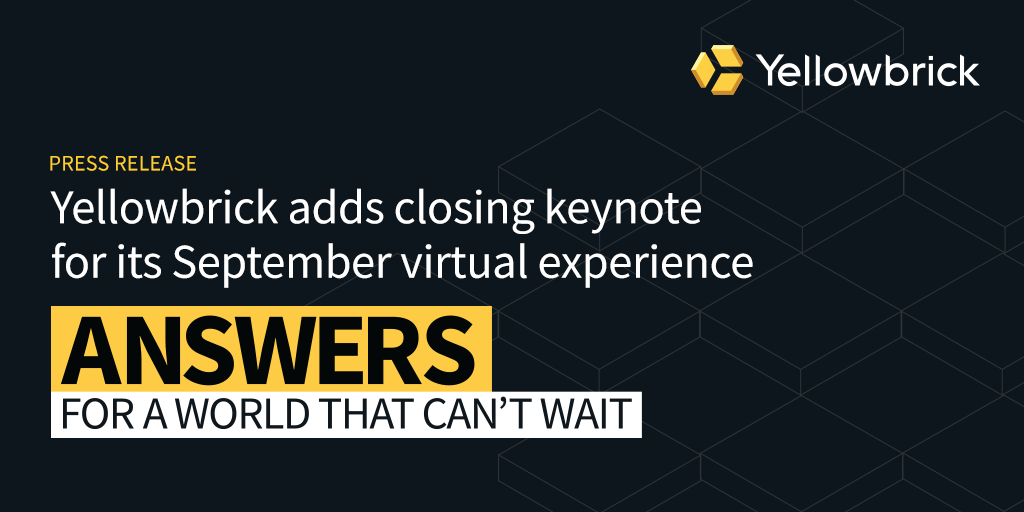 Yellowbrick
PRESS RELEASE
Yellowbrick adds closing keynote
for its September virtual experience
ANSWERS
FOR A WORLD THAT CAN’T WAIT